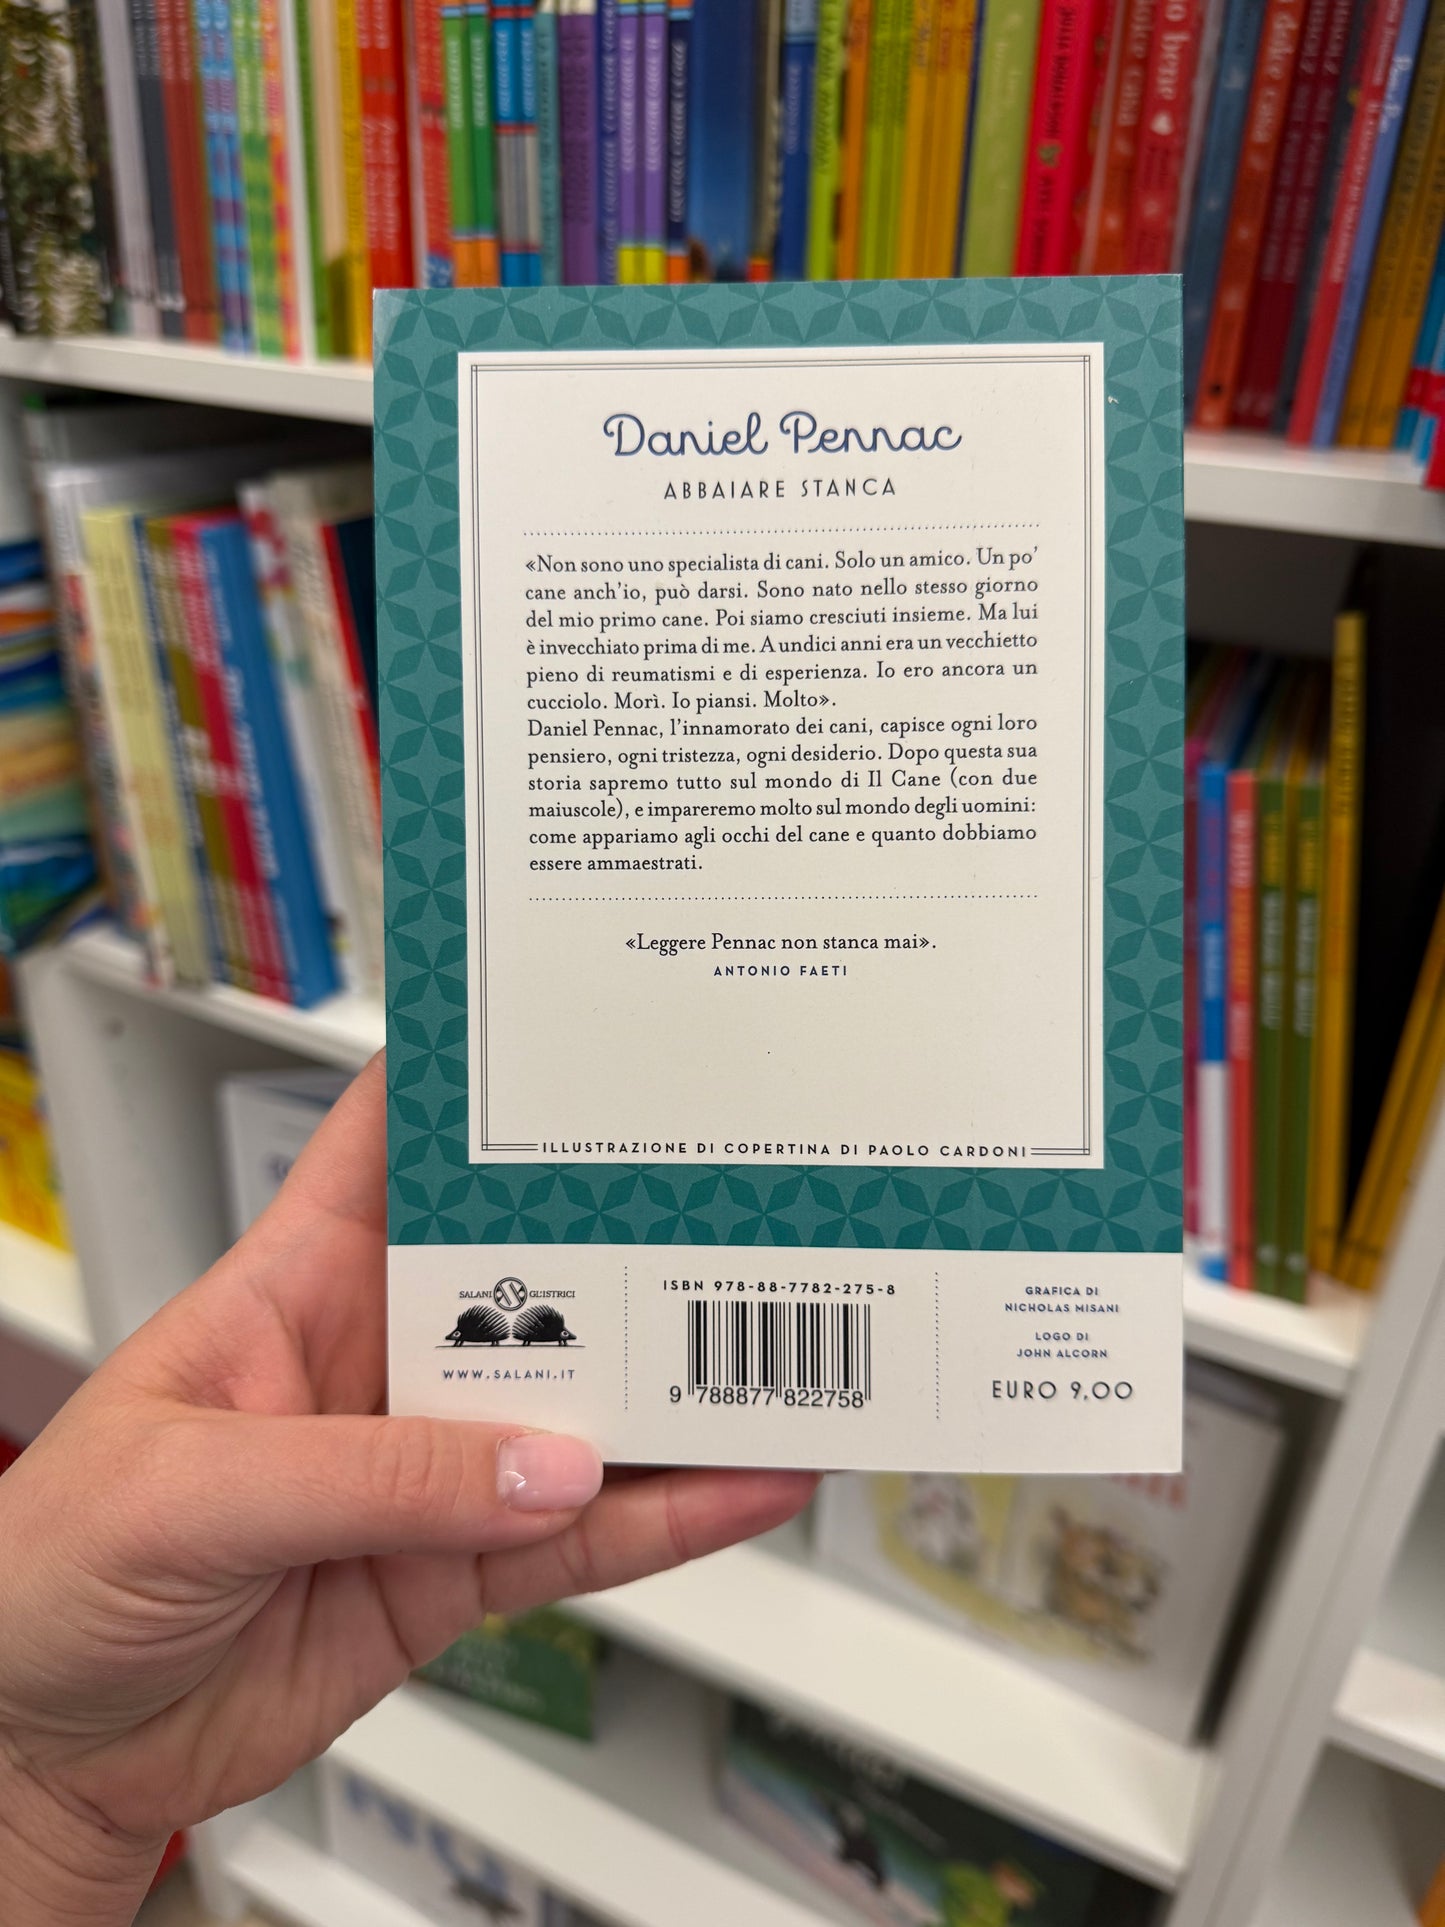 Daniel Pennac
ABBAIARE STANCA
«Non sono uno specialista di cani. Solo un amico. Un po'
cane anch'io, può darsi. Sono nato nello stesso giorno
del mio primo cane. Poi siamo cresciuti insieme. Ma lui
è invecchiato prima di me. A undici anni era un vecchietto
pieno di reumatismi e di esperienza. Io ero ancora un
cucciolo. Morì. Io piansi. Molto».
Daniel Pennac, l'innamorato dei cani, capisce ogni loro
pensiero, ogni tristezza, ogni desiderio. Dopo questa sua
storia sapremo tutto sul mondo di Il Cane (con due
maiuscole), e impareremo molto sul mondo degli uomini:
come appariamo agli occhi del cane e quanto dobbiamo
essere ammaestrati.
«Leggere Pennac non stanca mai».
ANTONIO FAETI
ILLUSTRAZIONE DI COPERTINA DI PAOLO CARDONI
SALANI GL'ISTRICI
WWW.SALANI.IT
ISBN 978-88-7782-275-8
9 788877 822758
GRAFICA DI
NICHOLAS MISANI
LOGO DI
JOHN ALCORN
EURO 9,00